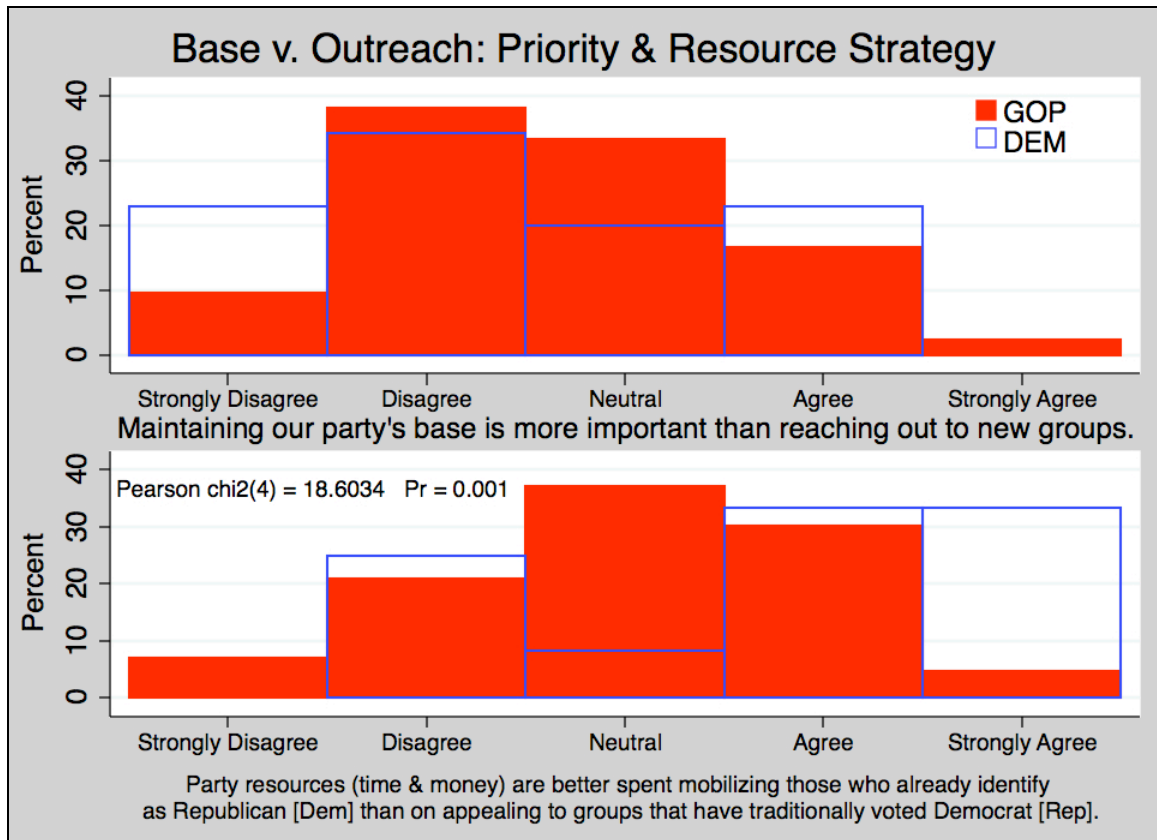 Base v. Outreach: Priority & Resource Strategy
GOP
DEM
Percent
40
30
20
10
0
Strongly Disagree Disagree Neutral Agree Strongly Agree
Maintaining our party's base is more important than reaching out to new groups.
Pearson chi2(4) = 18.6034 Pr = 0.001
Percent
40
30
20
10
0
Strongly Disagree Disagree Neutral Agree Strongly Agree
Party resources (time & money) are better spent mobilizing those who already identify
as Republican [Dem] than on appealing to groups that have traditionally voted Democrat [Rep].